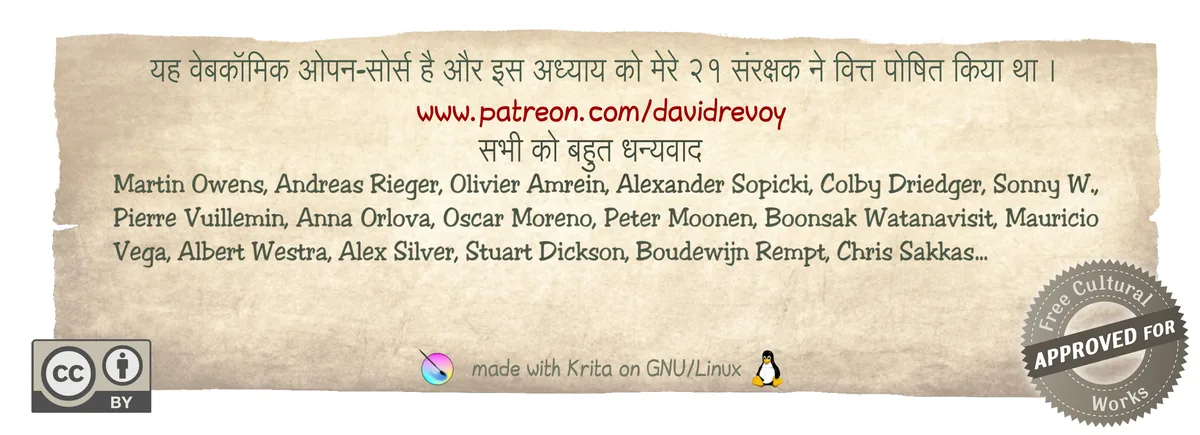 यह वेबकॉमिक ओपन-सोर्स है और इस अध्याय को मेरे २१ संरक्षक ने वित्त पोषित किया था ।
www.patreon.com/davidrevoy
सभी को बहुत धन्यवाद
Martin Owens, Andreas Rieger, Olivier Amrein, Alexander Sopicki, Colby Driedger, Sonny W.,
Pierre Vuillemin, Anna Orlova, Oscar Moreno, Peter Moonen, Boonsak Watanavisit, Mauricio
Vega, Albert Westra, Alex Silver, Stuart Dickson, Boudewijn Rempt, Chris Sakkas...
made with Krita on GNU/Linux
cc
BY
Free Cultural
APPROVED FOR
Works